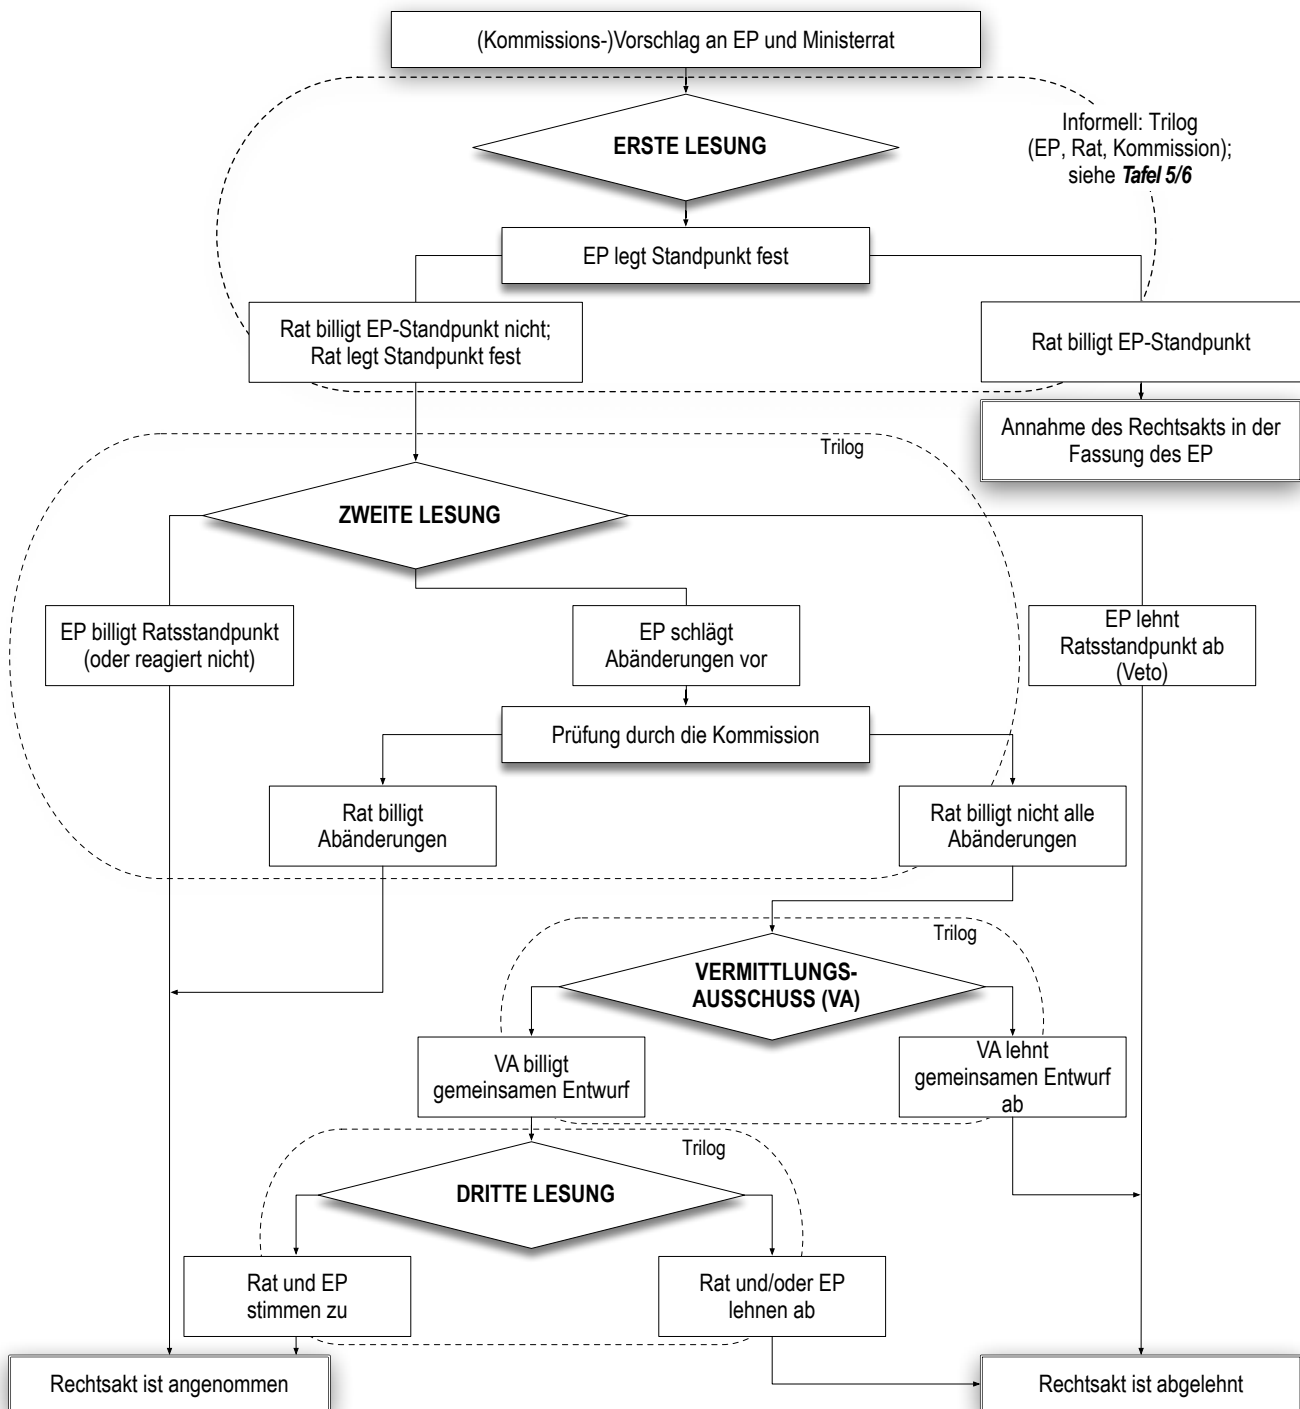 (Kommissions-)Vorschlag an EP und Ministerrat
ERSTE LESUNG
Informell: Trilog
(EP, Rat, Kommission);
siehe Tafel 5/6
EP legt Standpunkt fest
Rat billigt EP-Standpunkt nicht;
Rat legt Standpunkt fest
Rat billigt EP-Standpunkt
Annahme des Rechtsakts in der
Fassung des EP
Trilog
ZWEITE LESUNG
EP billigt Ratsstandpunkt
(oder reagiert nicht)
EP schlägt
Abänderungen vor
EP lehnt
Ratsstandpunkt ab
(Veto)
Prüfung durch die Kommission
Rat billigt
Abänderungen
Rat billigt nicht alle
Abänderungen
Trilog
VERMITTLUNGS-
AUSSCHUSS (VA)
VA billigt
gemeinsamen Entwurf
VA lehnt
gemeinsamen Entwurf
ab
Trilog
DRITTE LESUNG
Rat und EP
stimmen zu
Rat und/oder EP
lehnen ab
Rechtsakt ist angenommen
Rechtsakt ist abgelehnt